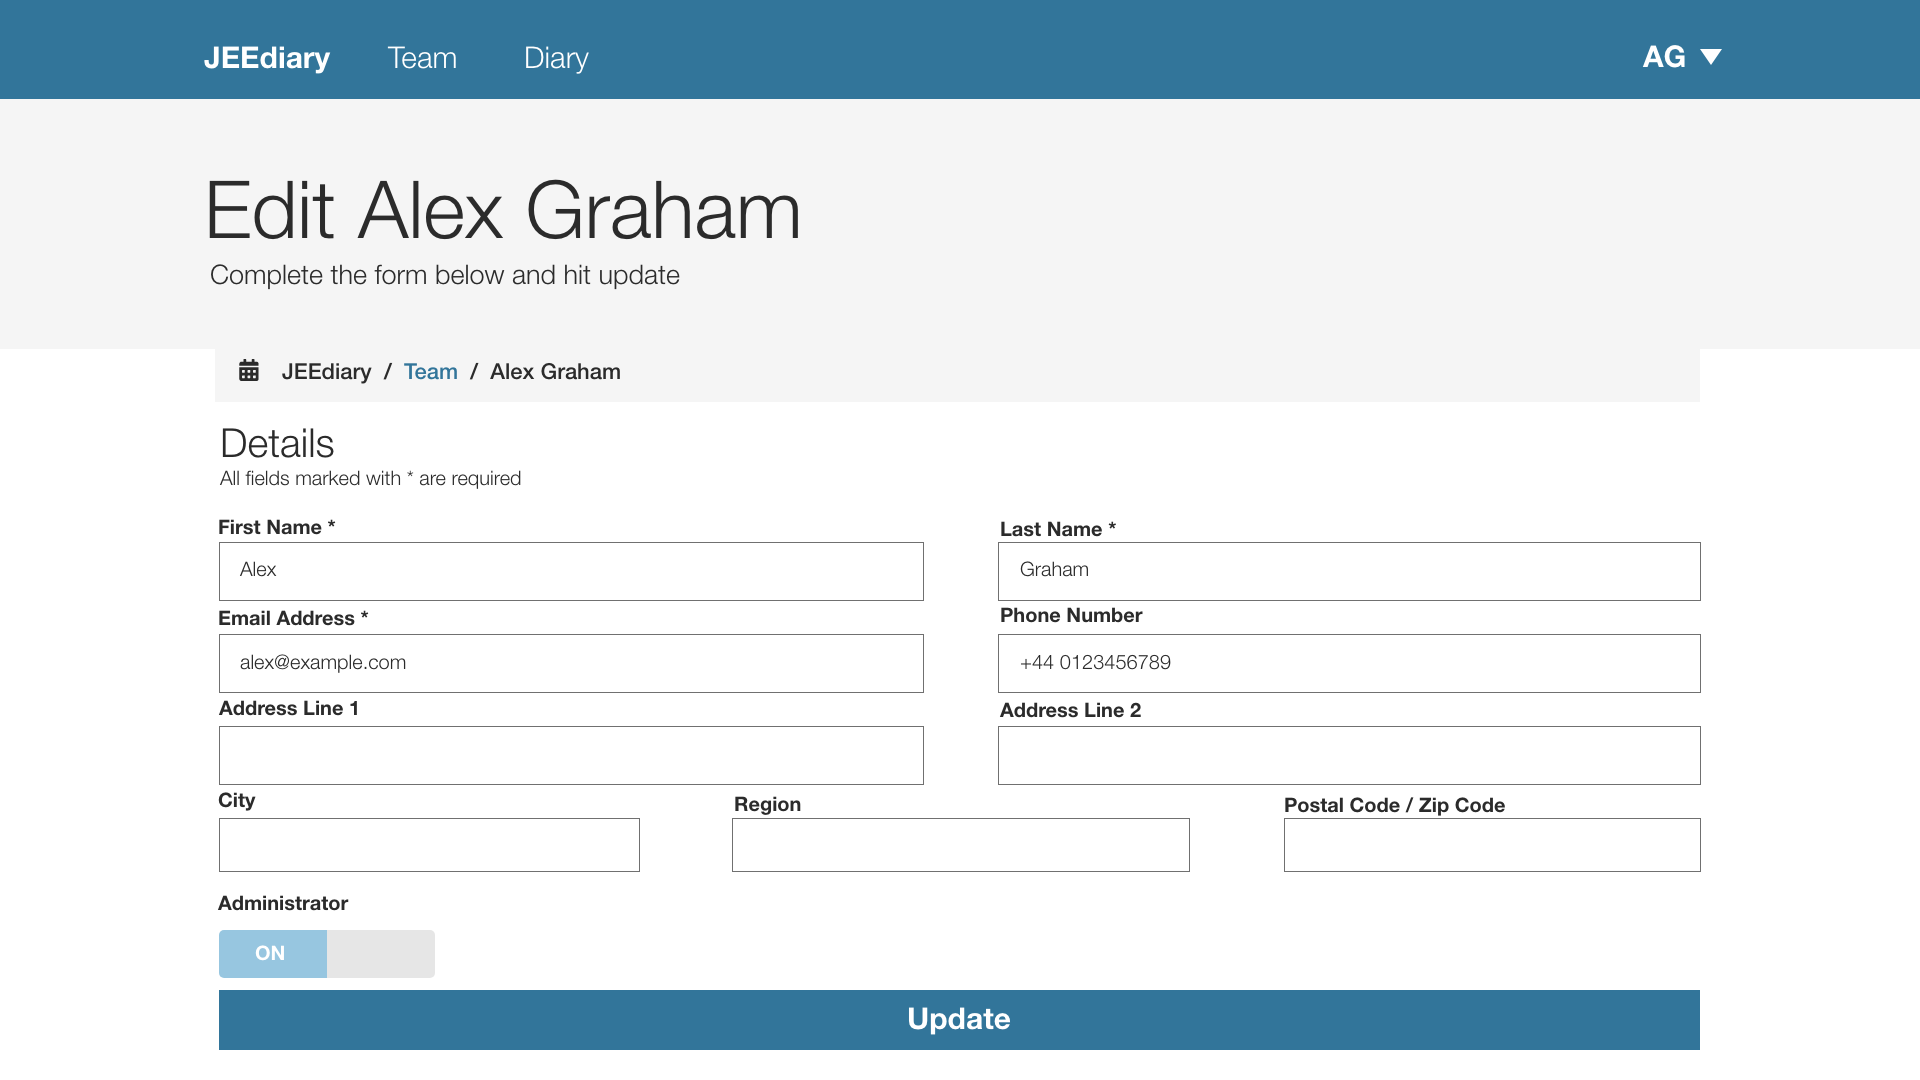 JEEdiary Team Diary AG
Edit Alex Graham
Complete the form below and hit update
JEEdiary / Team / Alex Graham
Details
All fields marked with * are required
First Name * Last Name *
Alex Graham
Email Address * Phone Number
alex@example.com +44 0123456789
Address Line 1 Address Line 2
City Region Postal Code / Zip Code
Administrator
ON
Update